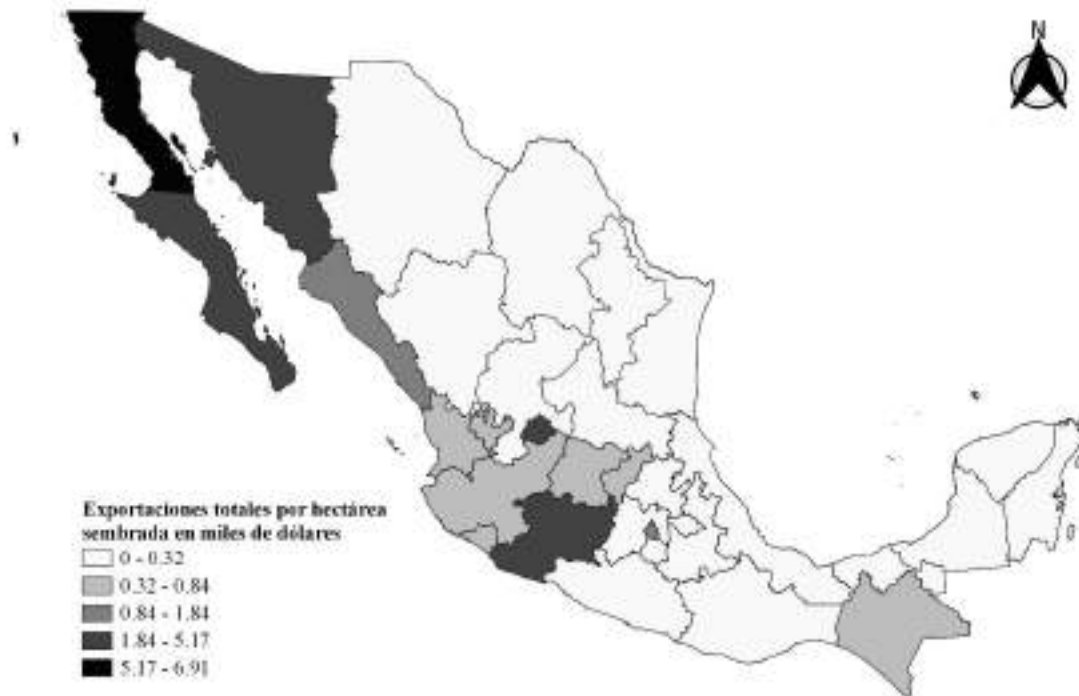 N
Exportaciones totales por hectárea
sembrada en miles de dólares
0 - 0.32
0.32 - 0.84
0.84 - 1.84
1.84 - 5.17
5.17 - 6.91